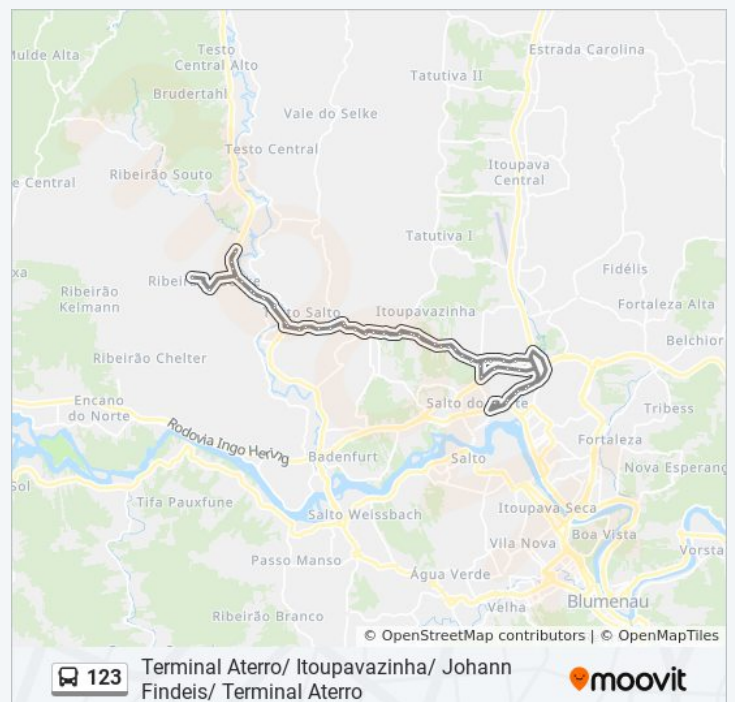 Mulde Alta
Testo
Central Alto
Estrada Carolina
Tatutiva II
Brudertahl
Vale do Selke
Testo Central
Itoupava
Central
Ribeirão Souto
e Central
Tatutiva I
Fidélis
Ribeirão
Kelmann
Fortaleza Alta
Salto
Itoupavazinha
Belchior
Ribeirão Chelter
Encano
do Norte
Salto do Norte
Tribess
Rodovia Ingo Hering
Fortaleza
Badenfurt
Salto
Nova Esperanç
Sol
Tifa Pauxfune
Itoupava Seca
Salto Weissbach
Boa Vista
Vila Nova
Vorsta
Passo Manso
Água Verde
Velha
Blumenau
Ribeirão Branco
© OpenStreetMap contributors | © OpenMapTiles
123
Terminal Aterro/ Itoupavazinha/ Johann
Findeis/ Terminal Aterro
moovit